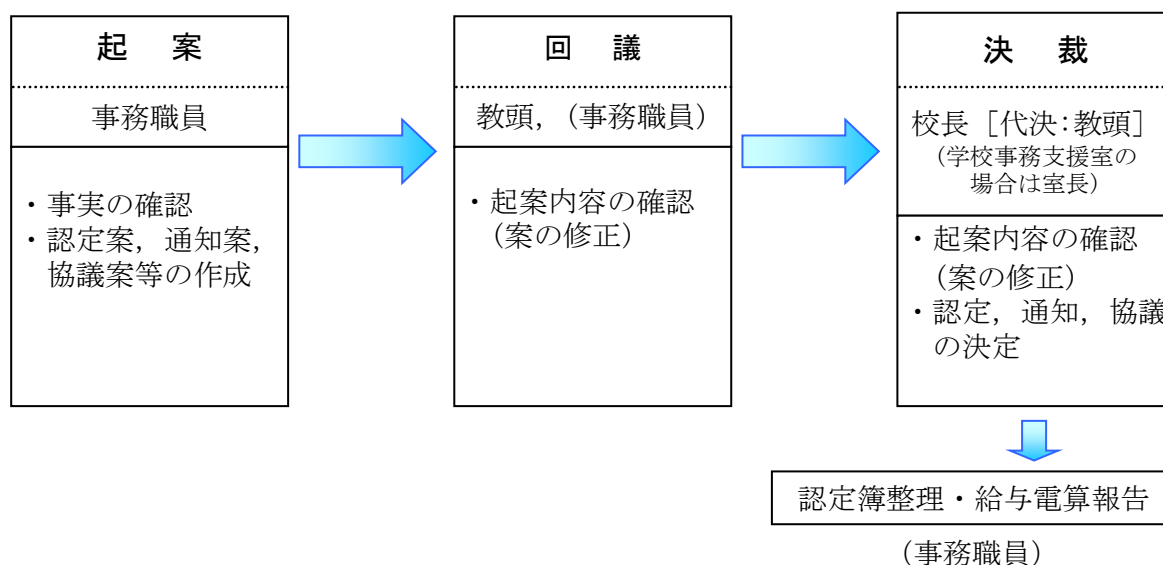 起 案
事務職員
・事実の確認
・認定案，通知案，
協議案等の作成
回 議
教頭，（事務職員）
・起案内容の確認
（案の修正）
決 裁
校長［代決：教頭］
（学校事務支援室の
場合は室長）
・起案内容の確認
（案の修正）
・認定，通知，協議
の決定
認定簿整理・給与電算報告
（事務職員）